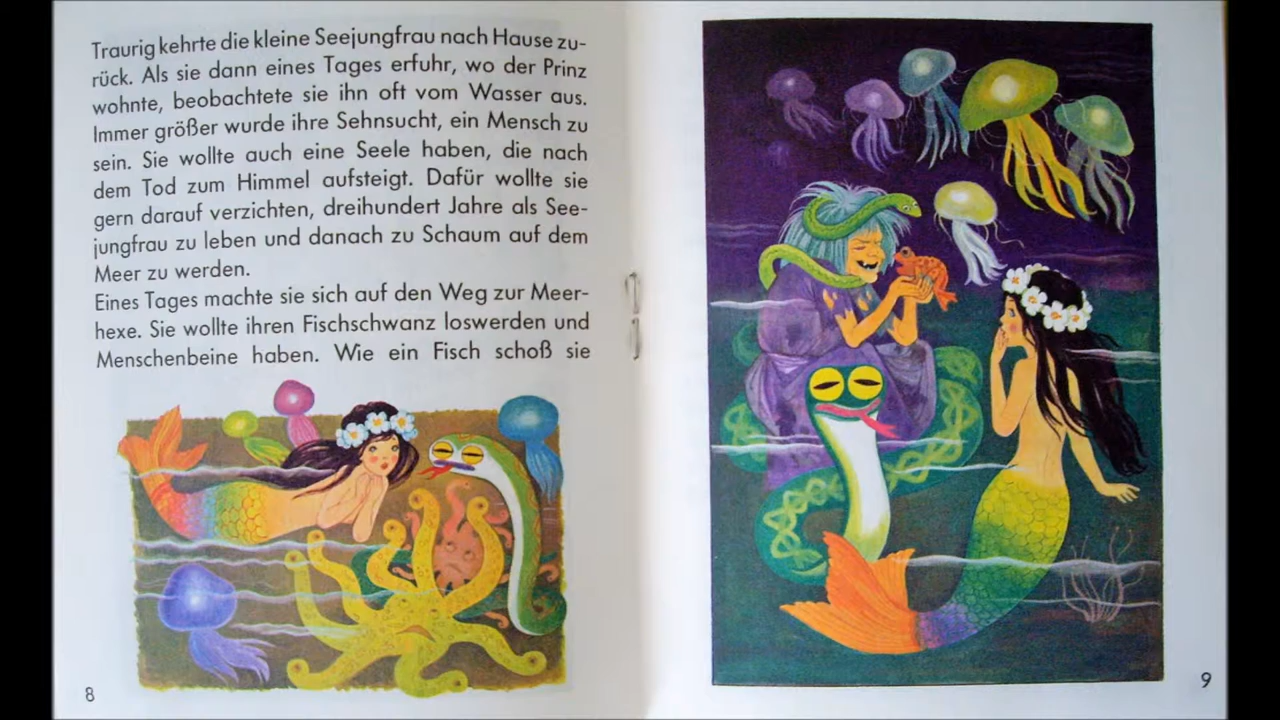 Traurig kehrte die kleine Seejungfrau nach Hause zu-
rück. Als sie dann eines Tages erfuhr, wo der Prinz
wohnte, beobachtete sie ihn oft vom Wasser aus.
Immer größer wurde ihre Sehnsucht, ein Mensch zu
sein. Sie wollte auch eine Seele haben, die nach
dem Tod zum Himmel aufsteigt. Dafür wollte sie
gern darauf verzichten, dreihundert Jahre als See-
jungfrau zu leben und danach zu Schaum auf dem
Meer zu werden.
Eines Tages machte sie sich auf den Weg zur Meer-
hexe. Sie wollte ihren Fischschwanz loswerden und
Menschenbeine haben. Wie ein Fisch schoß sie
8
9